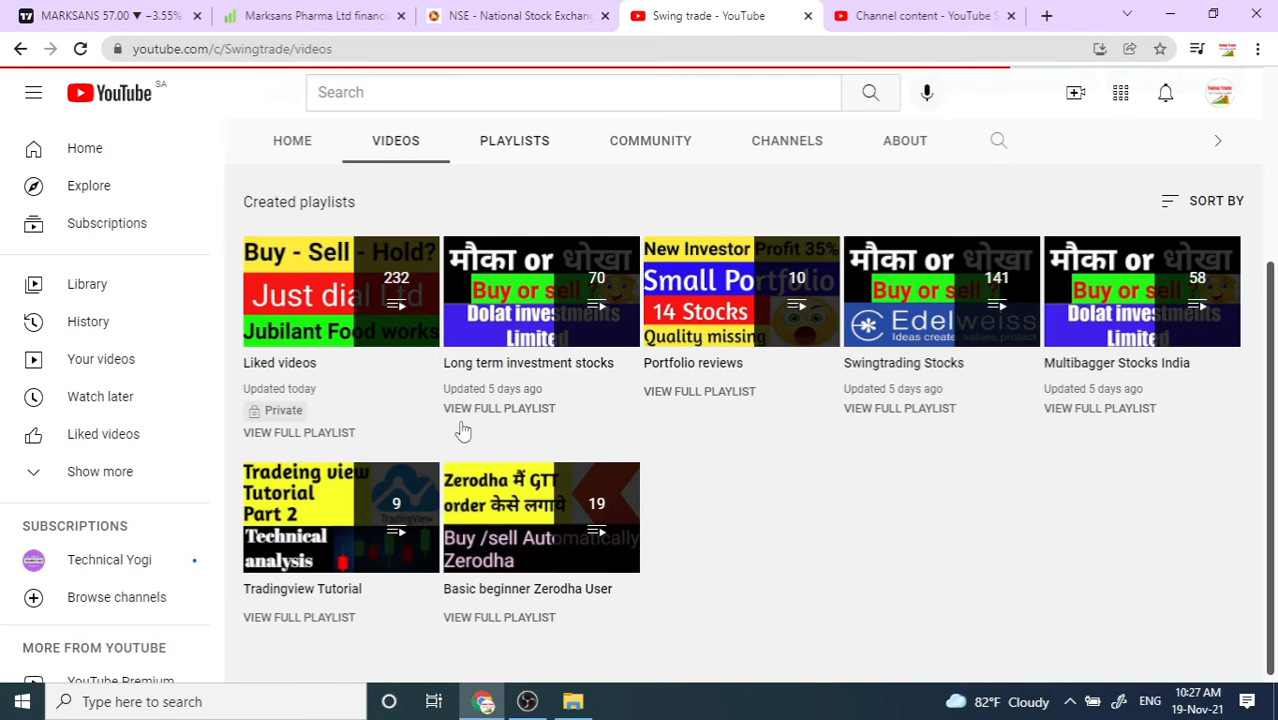 MARKSANS 57.00 ▼ −3.55%
Marksans Pharma Ltd financi
NSE - National Stock Exchang
Swing trade - YouTube
Channel content - YouTube S
youtube.com/c/Swingtrade/videos
YouTube SA
Search
Swing Trade
HOME
VIDEOS
PLAYLISTS
COMMUNITY
CHANNELS
ABOUT
Home
Explore
Subscriptions
Library
History
Your videos
Watch later
Liked videos
Show more
SUBSCRIPTIONS
Technical Yogi
Browse channels
MORE FROM YOUTUBE
YouTube Premium
Created playlists
SORT BY
Buy - Sell - Hold?
Just dial Ltd
Jubilant Food works
232
Liked videos
Updated today
Private
VIEW FULL PLAYLIST
मौका or धोखा
Buy or sell ?
Dolat investments
Limited
70
Long term investment stocks
Updated 5 days ago
VIEW FULL PLAYLIST
New Investor Profit 35%
Small Portfolio
14 Stocks
Quality missing
10
Portfolio reviews
VIEW FULL PLAYLIST
मौका or धोखा
Buy or sell ?
Edelweiss
Ideas create, values protect
141
Swingtrading Stocks
Updated 5 days ago
VIEW FULL PLAYLIST
मौका or धोखा
Buy or sell ?
Dolat investments
Limited
58
Multibagger Stocks India
Updated 5 days ago
VIEW FULL PLAYLIST
Tradeing view
Tutorial
Part 2
Technical
analysis
TradingView
9
Tradingview Tutorial
VIEW FULL PLAYLIST
Zerodha मैं GTT
order केसे लगाये
Buy /sell Automatically
Zerodha
19
Basic beginner Zerodha User
VIEW FULL PLAYLIST
Type here to search
82°F Cloudy
ENG
10:27 AM
19-Nov-21